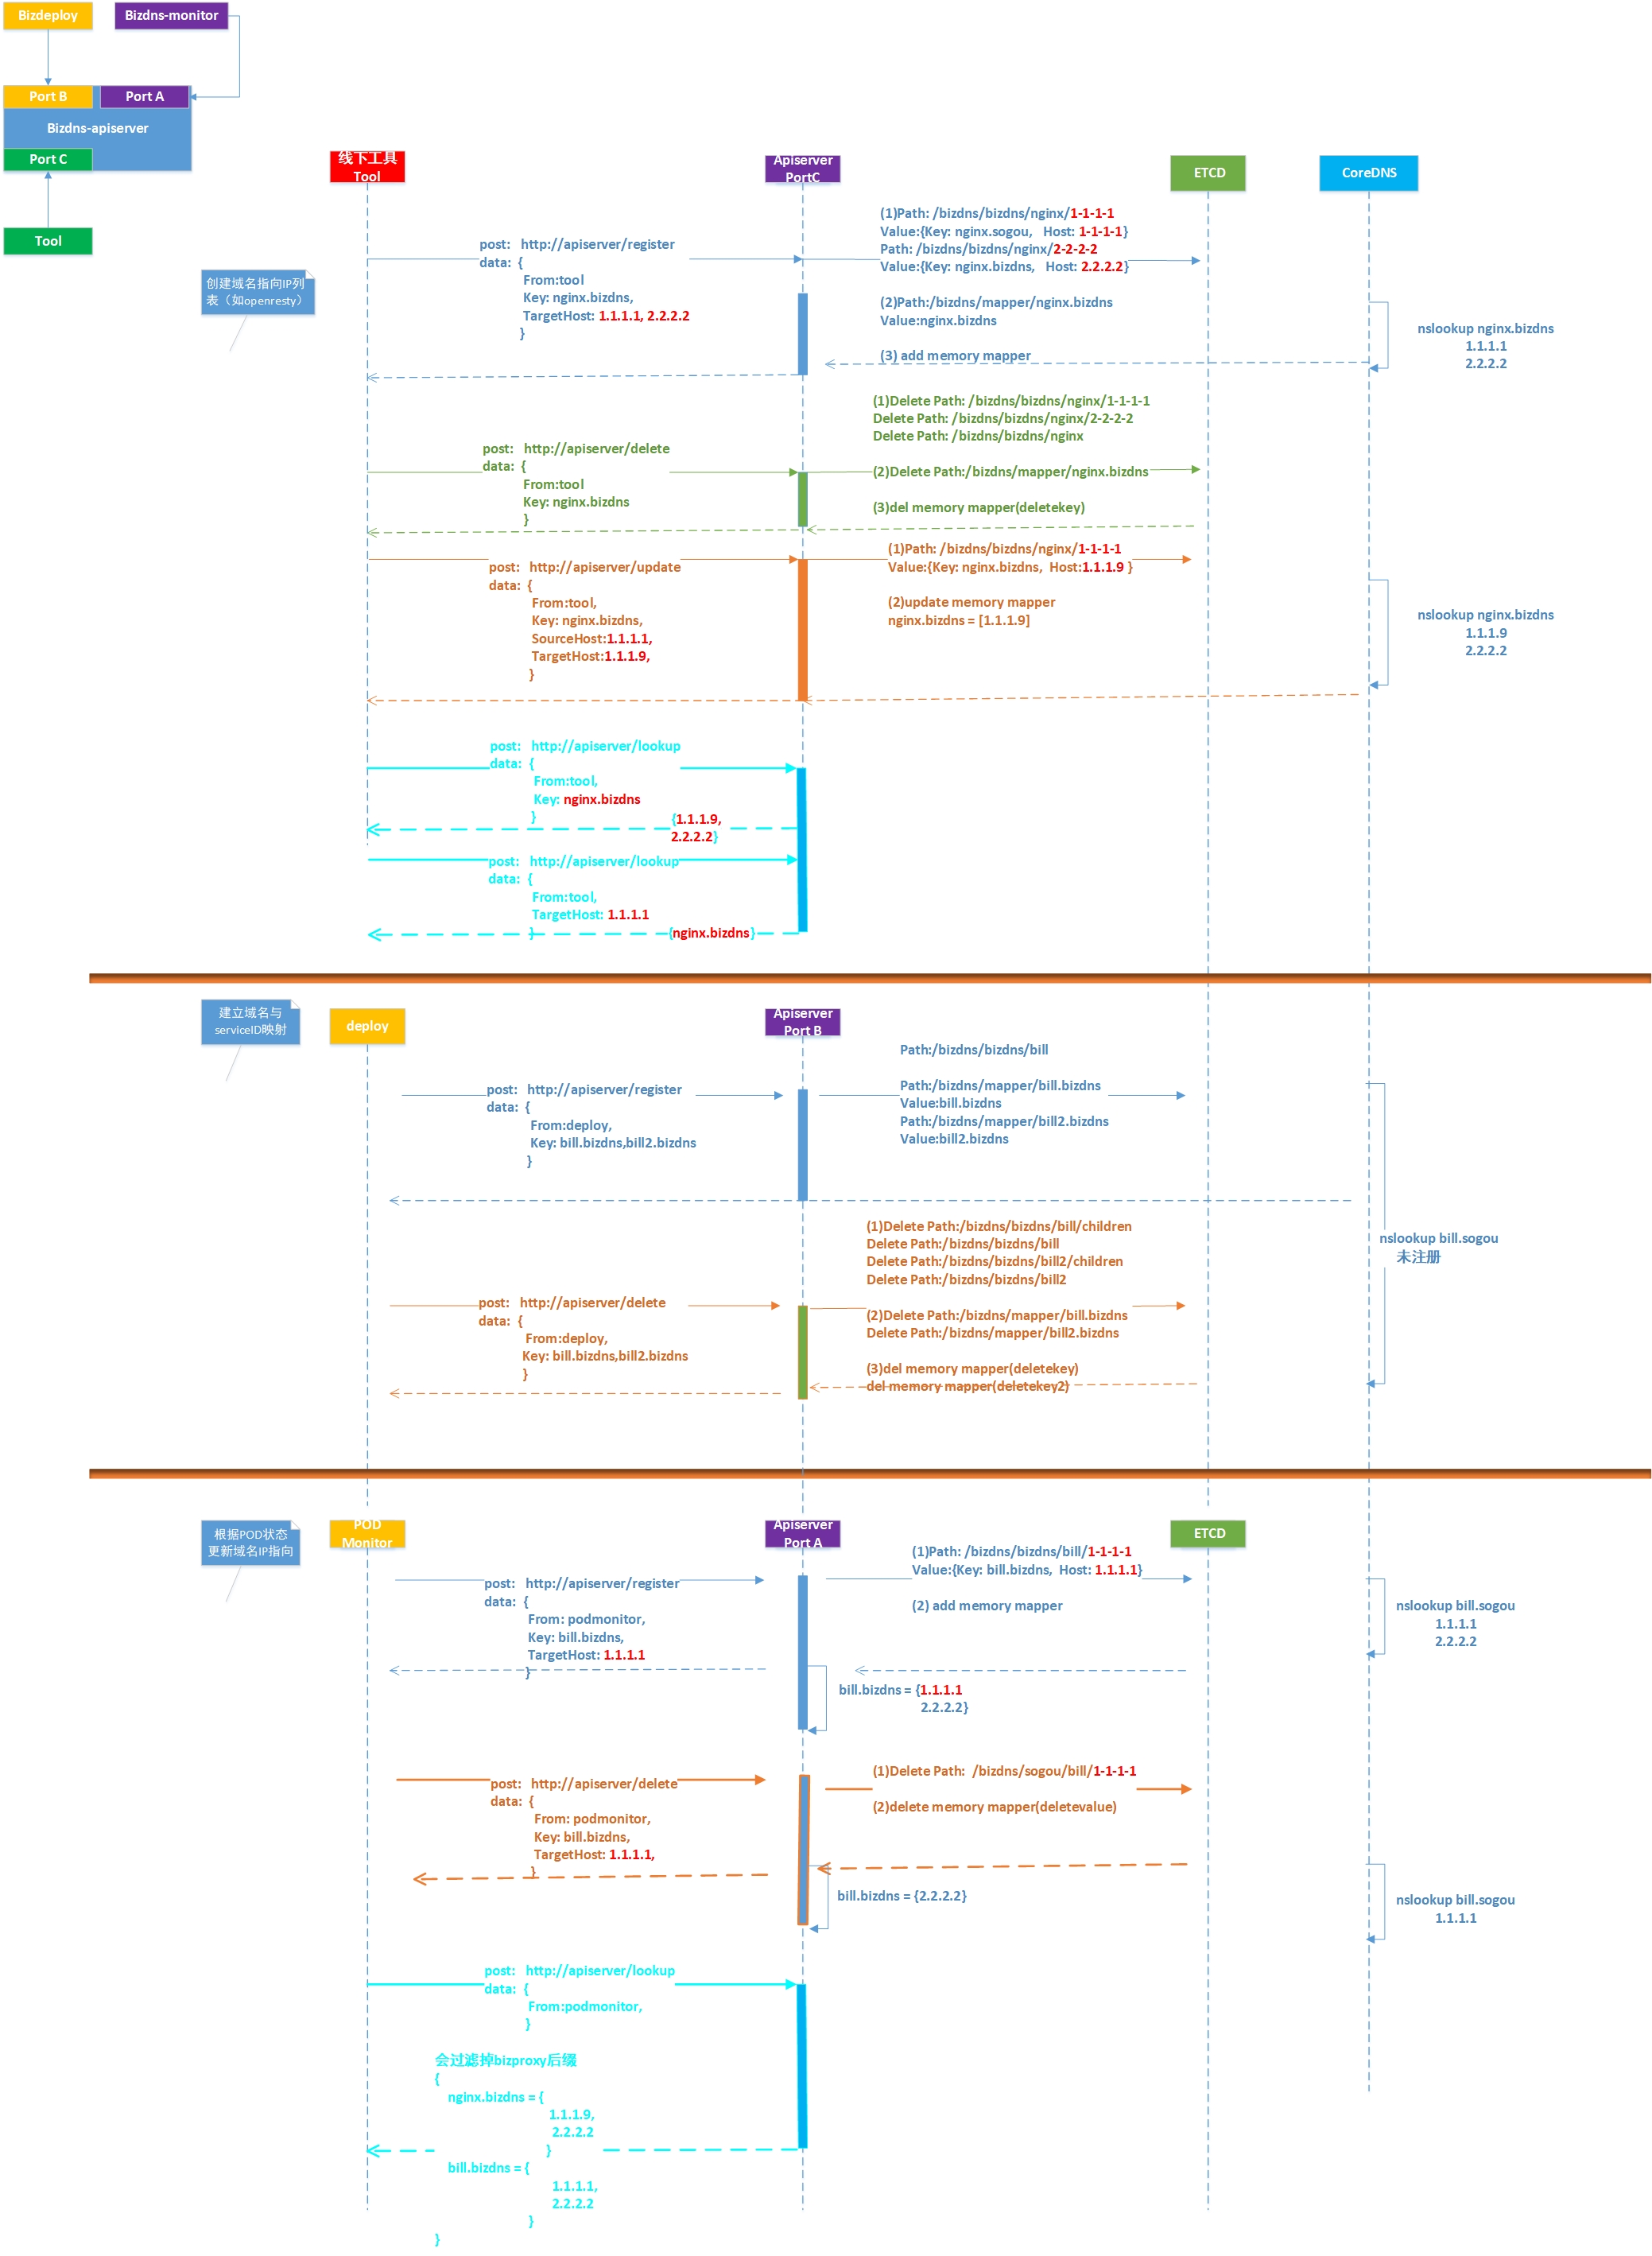 Bizdeploy
Bizdns-monitor
Port B
Port A
Bizdns-apiserver
Port C
Tool
线下工具
Tool
Apiserver
PortC
ETCD
CoreDNS
创建域名指向IP列
表（如openresty）
post: http://apiserver/register
data: {
From:tool
Key: nginx.bizdns,
TargetHost: 1.1.1.1, 2.2.2.2
}
(1)Path: /bizdns/bizdns/nginx/1-1-1-1
Value:{Key: nginx.sogou, Host: 1-1-1-1}
Path: /bizdns/bizdns/nginx/2-2-2-2
Value:{Key: nginx.bizdns, Host: 2.2.2.2}
(2)Path:/bizdns/mapper/nginx.bizdns
Value:nginx.bizdns
(3) add memory mapper
nslookup nginx.bizdns
1.1.1.1
2.2.2.2
post: http://apiserver/delete
data: {
From:tool
Key: nginx.bizdns
}
(1)Delete Path: /bizdns/bizdns/nginx/1-1-1-1
Delete Path: /bizdns/bizdns/nginx/2-2-2-2
Delete Path: /bizdns/bizdns/nginx
(2)Delete Path:/bizdns/mapper/nginx.bizdns
(3)del memory mapper(deletekey)
post: http://apiserver/update
data: {
From:tool,
Key: nginx.bizdns,
SourceHost:1.1.1.1,
TargetHost:1.1.1.9,
}
(1)Path: /bizdns/bizdns/nginx/1-1-1-1
Value:{Key: nginx.bizdns, Host:1.1.1.9 }
(2)update memory mapper
nginx.bizdns = [1.1.1.9]
nslookup nginx.bizdns
1.1.1.9
2.2.2.2
post: http://apiserver/lookup
data: {
From:tool,
Key: nginx.bizdns
}
{1.1.1.9,
2.2.2.2}
post: http://apiserver/lookup
data: {
From:tool,
TargetHost: 1.1.1.1
}
{nginx.bizdns}
建立域名与
serviceID映射
deploy
Apiserver
Port B
post: http://apiserver/register
data: {
From:deploy,
Key: bill.bizdns,bill2.bizdns
}
Path:/bizdns/bizdns/bill
Path:/bizdns/mapper/bill.bizdns
Value:bill.bizdns
Path:/bizdns/mapper/bill2.bizdns
Value:bill2.bizdns
nslookup bill.sogou
未注册
post: http://apiserver/delete
data: {
From:deploy,
Key: bill.bizdns,bill2.bizdns
}
(1)Delete Path:/bizdns/bizdns/bill/children
Delete Path:/bizdns/bizdns/bill
Delete Path:/bizdns/bizdns/bill2/children
Delete Path:/bizdns/bizdns/bill2
(2)Delete Path:/bizdns/mapper/bill.bizdns
Delete Path:/bizdns/mapper/bill2.bizdns
(3)del memory mapper(deletekey)
del memory mapper(deletekey2)
根据POD状态
更新域名IP指向
POD
Monitor
Apiserver
Port A
ETCD
post: http://apiserver/register
data: {
From: podmonitor,
Key: bill.bizdns,
TargetHost: 1.1.1.1
}
(1)Path: /bizdns/bizdns/bill/1-1-1-1
Value:{Key: bill.bizdns, Host: 1.1.1.1}
(2) add memory mapper
bill.bizdns = {1.1.1.1
2.2.2.2}
nslookup bill.sogou
1.1.1.1
2.2.2.2
post: http://apiserver/delete
data: {
From: podmonitor,
Key: bill.bizdns,
TargetHost: 1.1.1.1,
}
(1)Delete Path: /bizdns/sogou/bill/1-1-1-1
(2)delete memory mapper(deletevalue)
bill.bizdns = {2.2.2.2}
nslookup bill.sogou
1.1.1.1
post: http://apiserver/lookup
data: {
From:podmonitor,
}
会过滤掉bizproxy后缀
{
nginx.bizdns = {
1.1.1.9,
2.2.2.2
}
bill.bizdns = {
1.1.1.1,
2.2.2.2
}
}